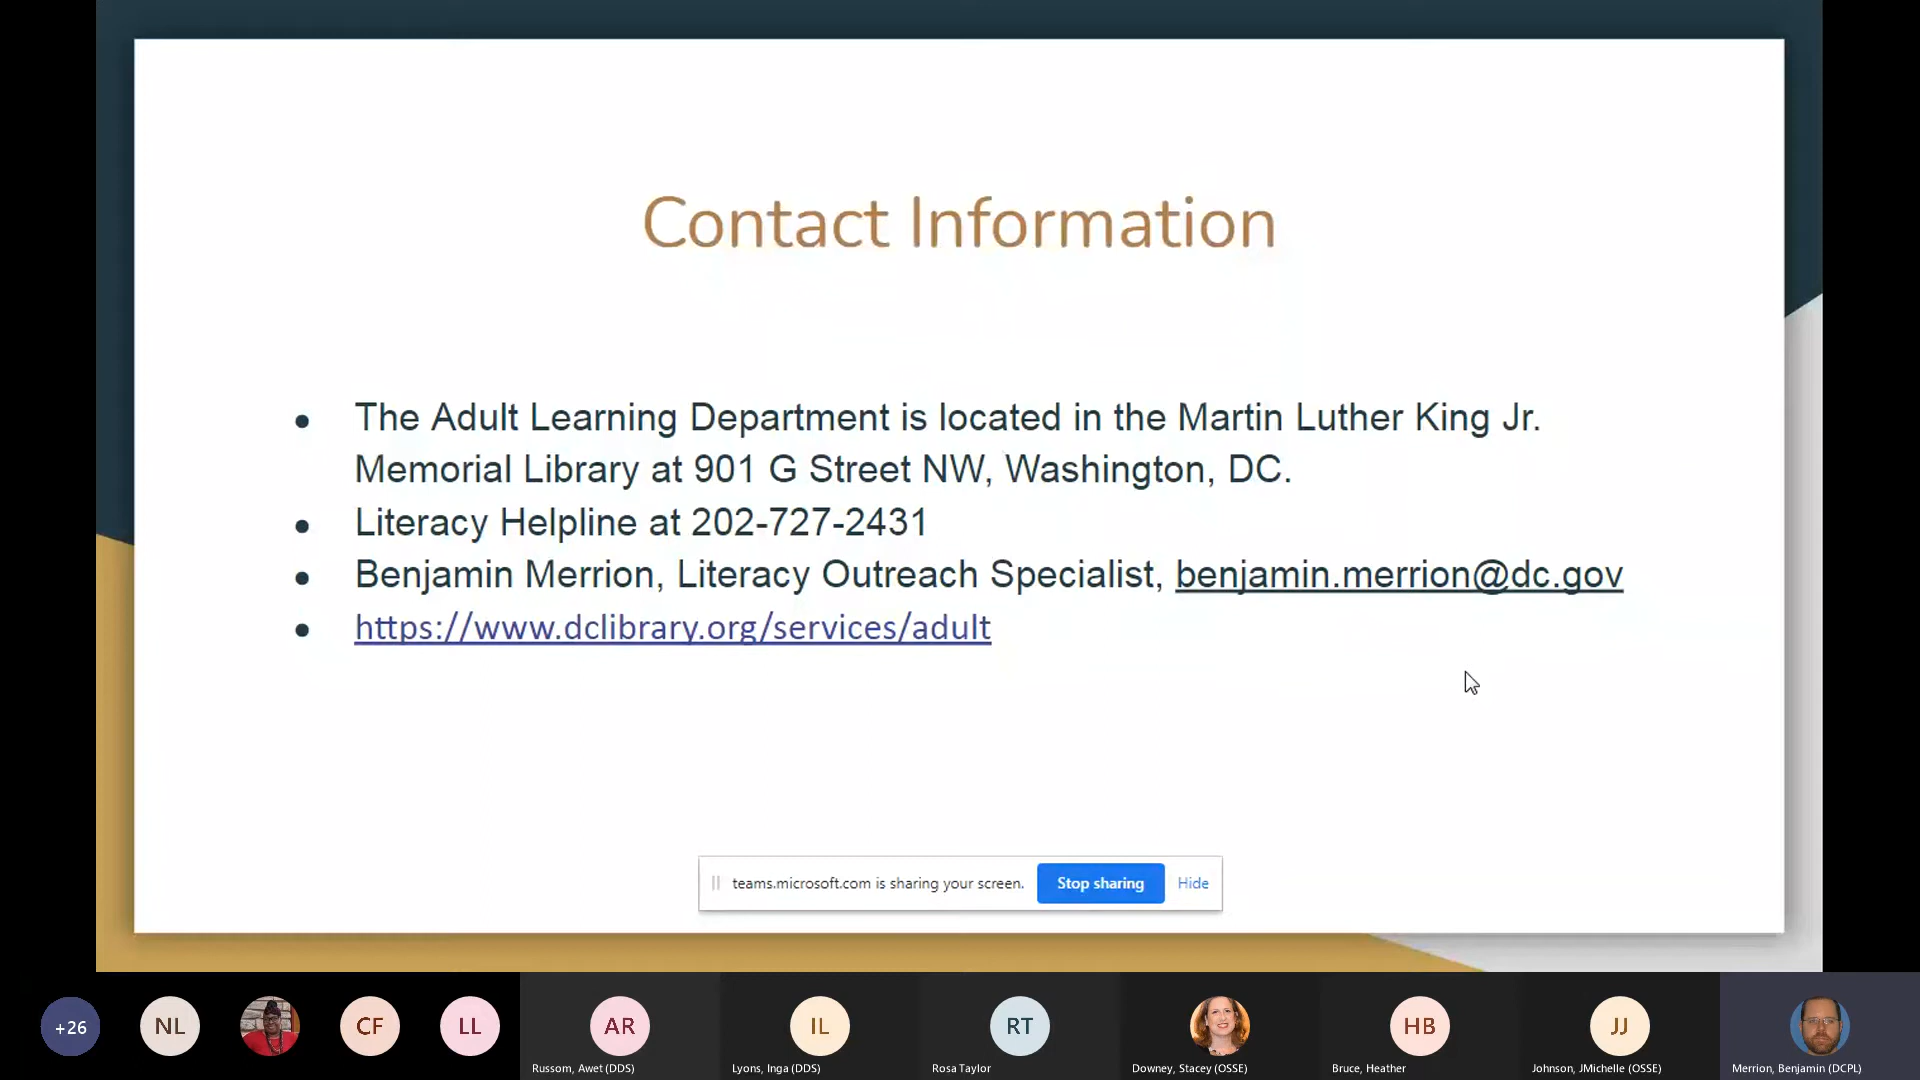 Contact Information
● The Adult Learning Department is located in the Martin Luther King Jr.
Memorial Library at 901 G Street NW, Washington, DC.
● Literacy Helpline at 202-727-2431
● Benjamin Merrion, Literacy Outreach Specialist, benjamin.merrion@dc.gov
● https://www.dclibrary.org/services/adult
teams.microsoft.com is sharing your screen. Stop sharing Hide
+26 NL CF LL AR IL RT HB JJ
Russom, Awet (DDS) Lyons, Inga (DDS) Rosa Taylor Downey, Stacey (OSSE) Bruce, Heather Johnson, JMichelle (OSSE) Merrion, Benjamin (DCPL)